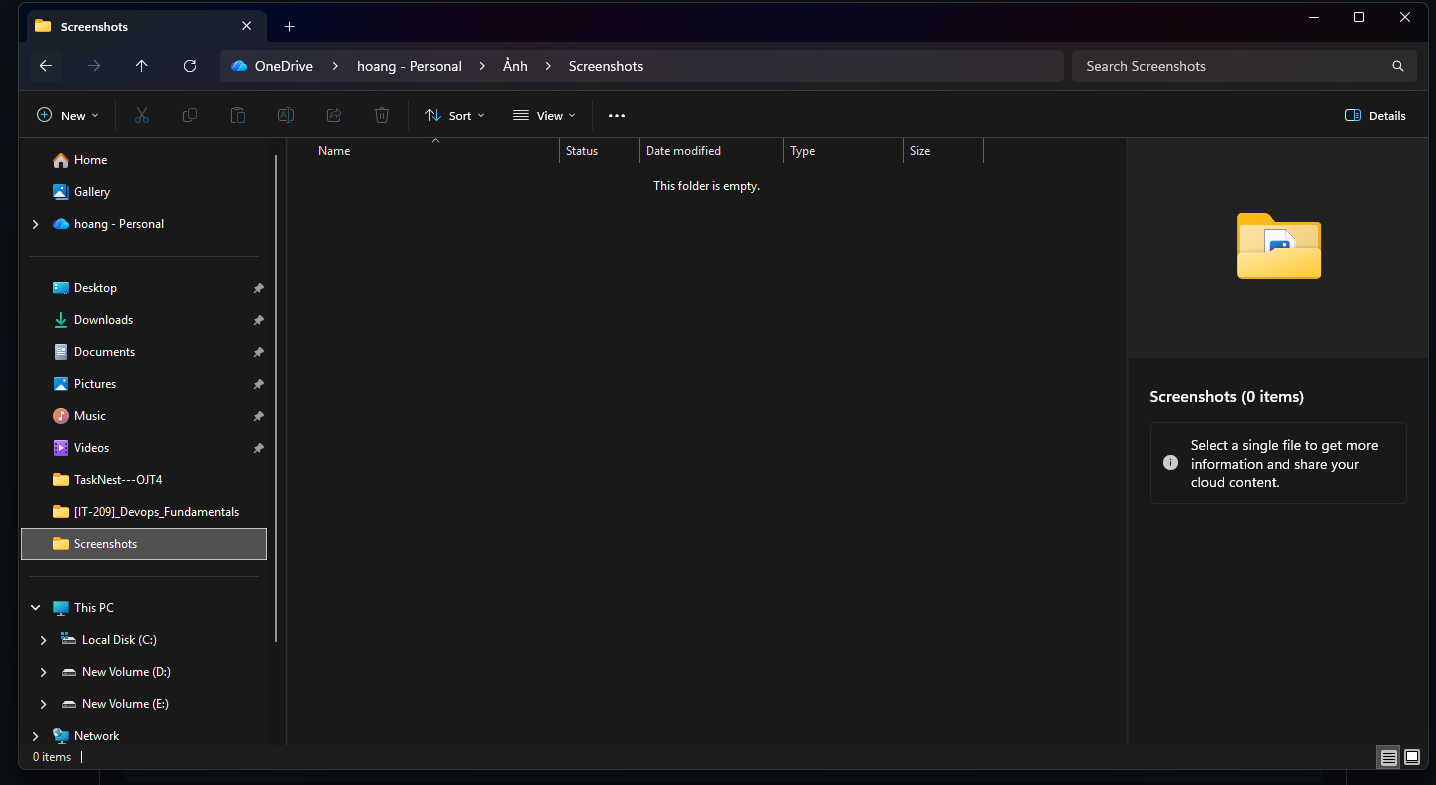 Screenshots
OneDrive > hoang - Personal > Ảnh > Screenshots
Search Screenshots
New
Sort
View
Details
Home
Gallery
hoang - Personal
Desktop
Downloads
Documents
Pictures
Music
Videos
TaskNest---OJT4
[IT-209]_Devops_Fundamentals
Screenshots
This PC
Local Disk (C:)
New Volume (D:)
New Volume (E:)
Network
Name Status Date modified Type Size
This folder is empty.
Screenshots (0 items)
Select a single file to get more
information and share your
cloud content.
0 items